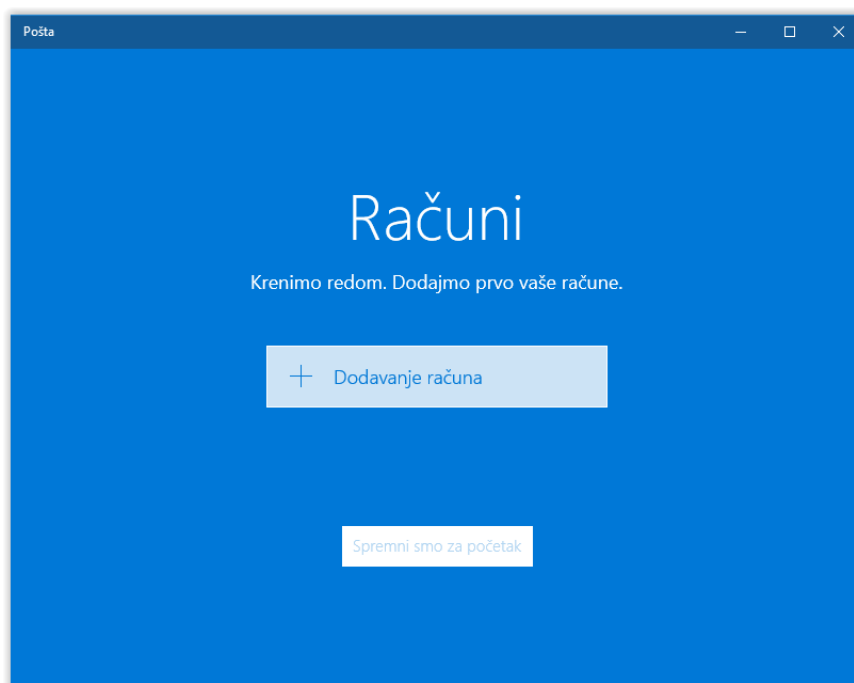 Pošta
Računi
Krenimo redom. Dodajmo prvo vaše račune.
Dodavanje računa
Spremni smo za početak